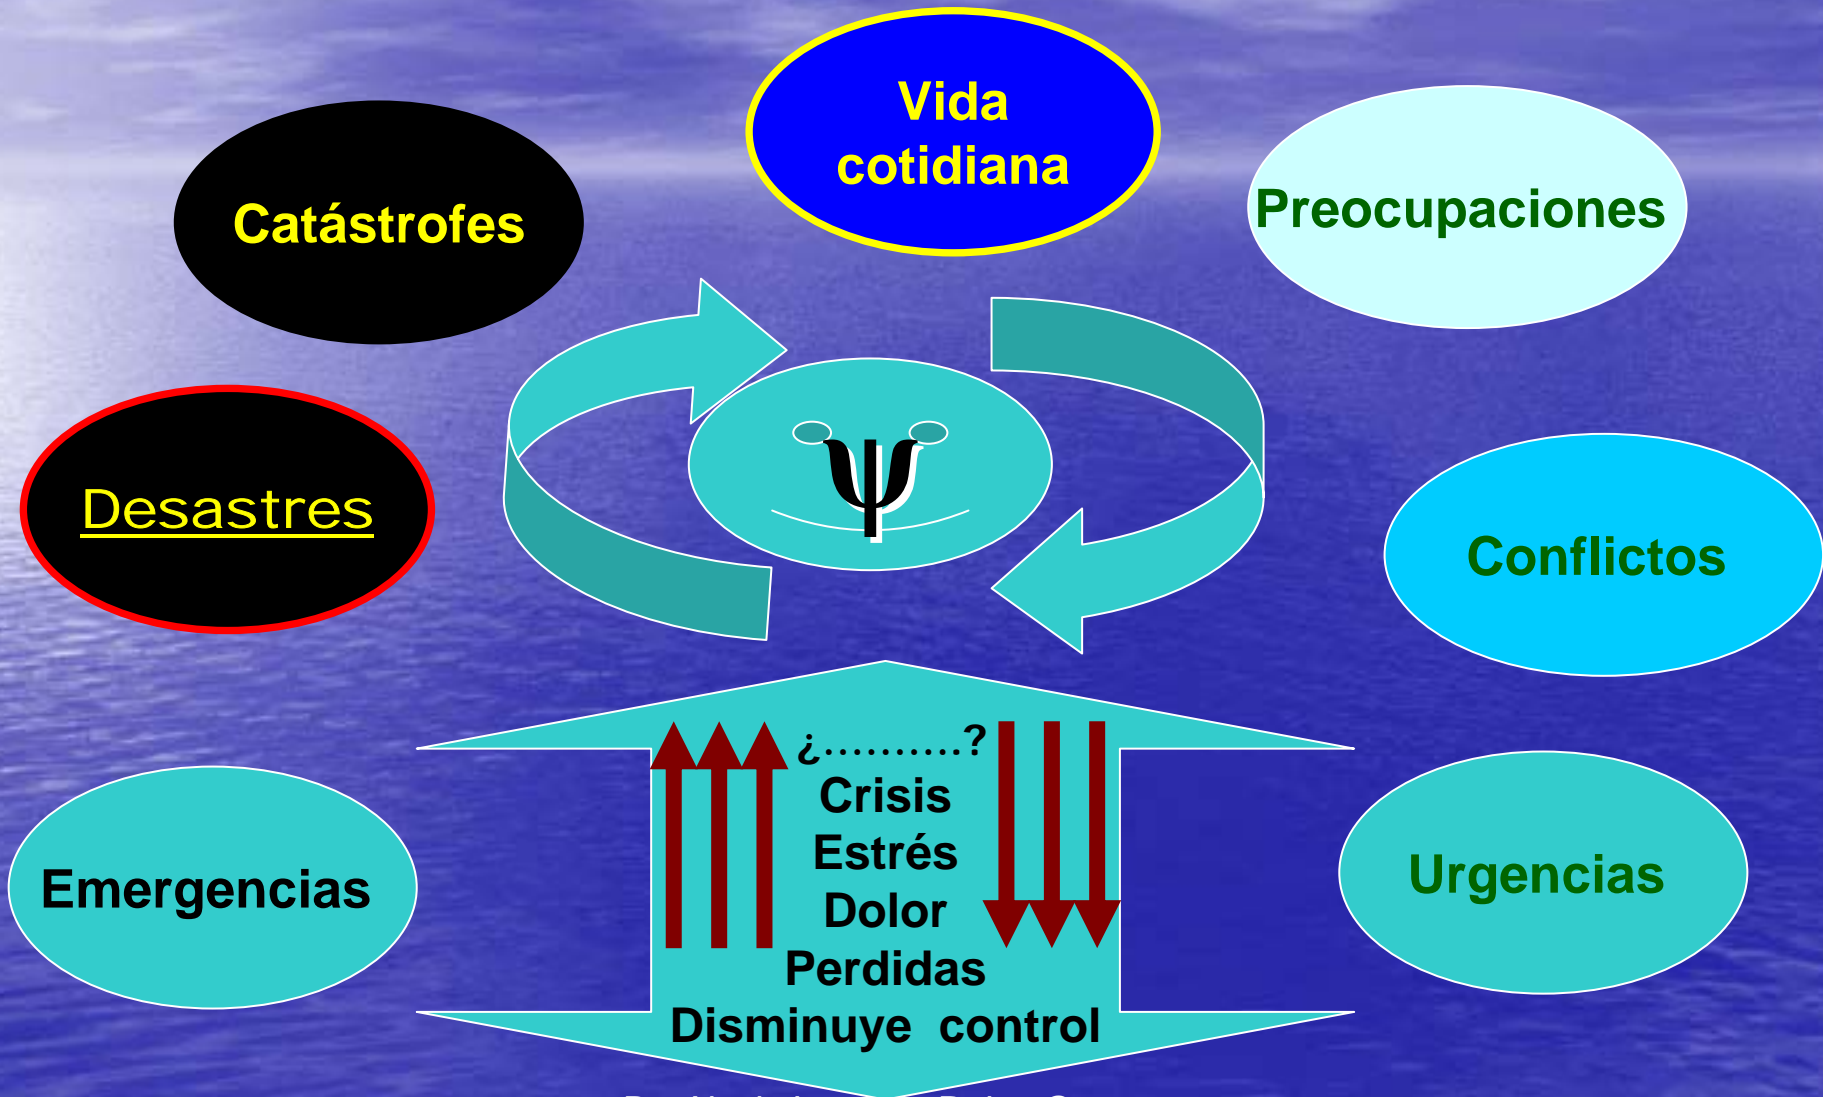 Vida
cotidiana
Catástrofes
Preocupaciones
Desastres
ψ
Conflictos
¿..........?
Crisis
Estrés
Dolor
Perdidas
Disminuye control
Emergencias
Urgencias